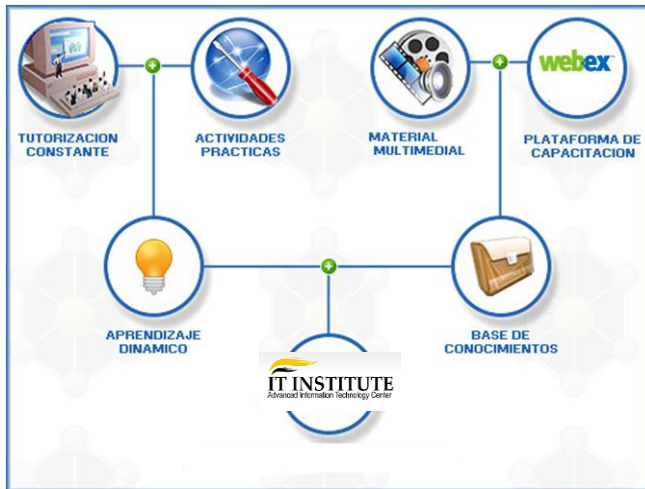 webex
TUTORIZACION
CONSTANTE
ACTIVIDADES
PRACTICAS
MATERIAL
MULTIMEDIAL
PLATAFORMA DE
CAPACITACION
APRENDIZAJE
DINAMICO
BASE DE
CONOCIMIENTOS
IT INSTITUTE
Advanced Information Technology Center